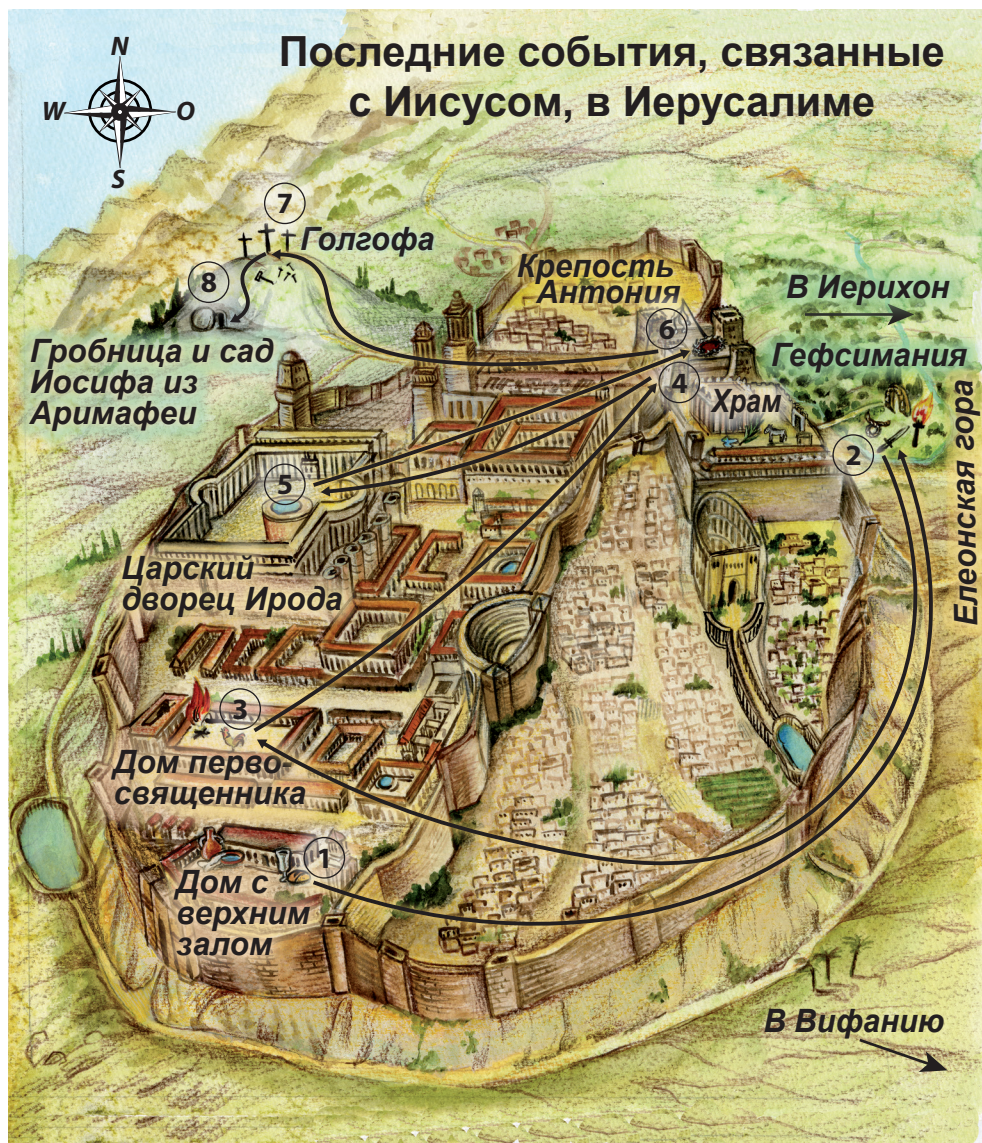 Последние события, связанные
с Иисусом, в Иерусалиме
N
W
O
S
7
Голгофа
8
Гробница и сад
Иосифа из
Аримафеи
Крепость
Антония
6
4
Храм
В Иерихон
Гефсимания
2
Елеонская гора
5
Царский
дворец Ирода
3
Дом перво-
священника
1
Дом с
верхним
залом
В Вифанию